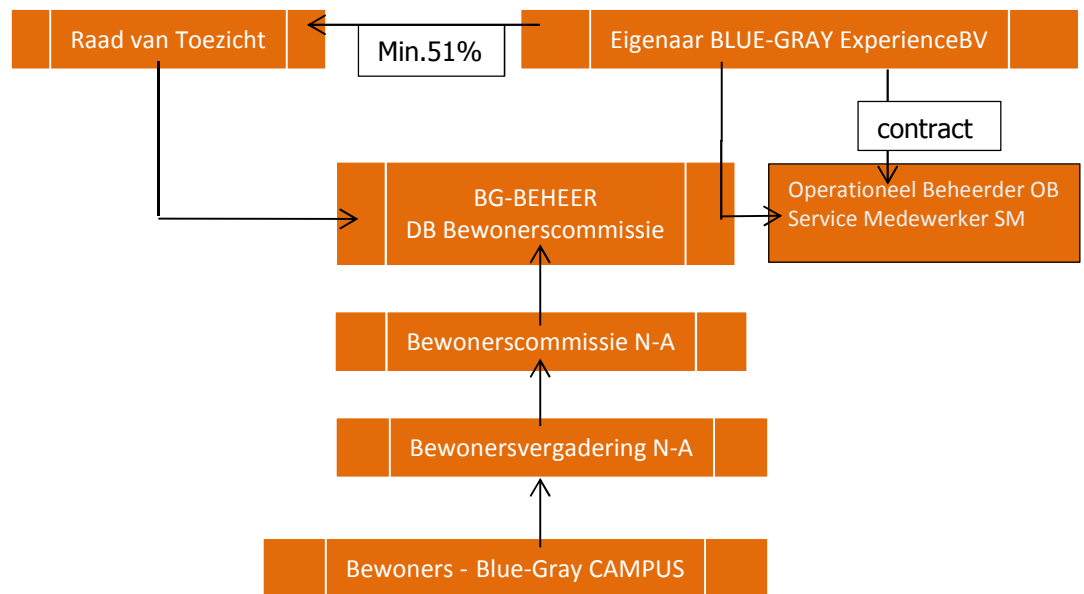 Raad van Toezicht
Min.51%
Eigenaar BLUE-GRAY ExperienceBV
contract
BG-BEHEER
DB Bewonerscommissie
Operationeel Beheerder OB
Service Medewerker SM
Bewonerscommissie N-A
Bewonersvergadering N-A
Bewoners - Blue-Gray CAMPUS